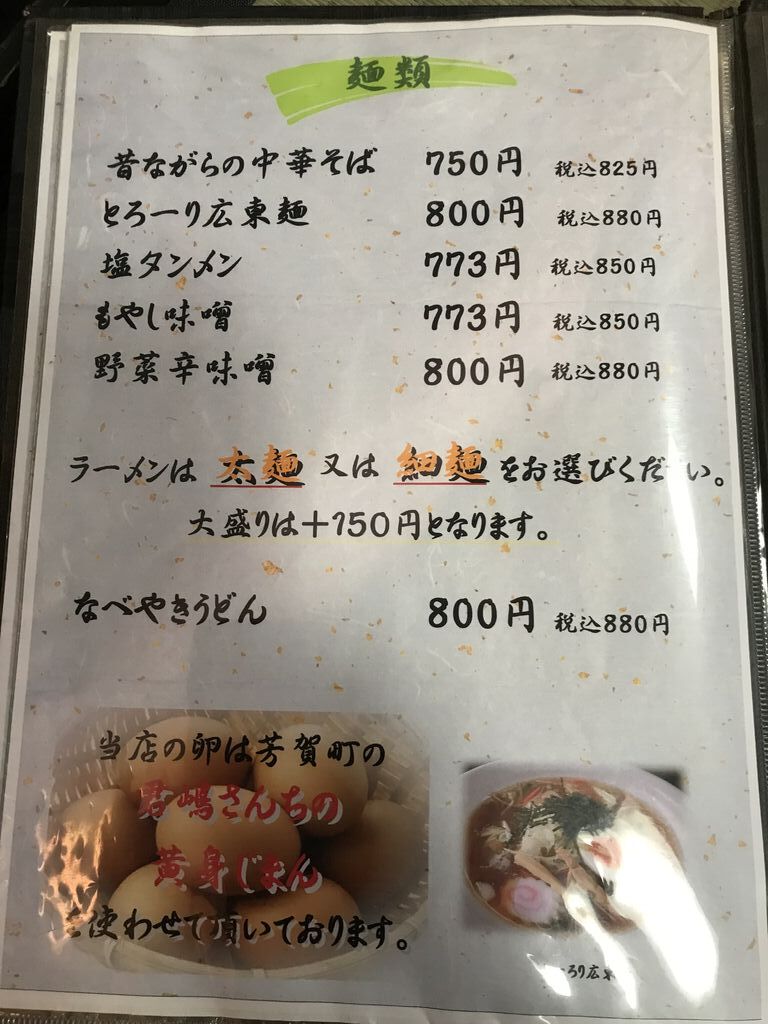 麺類
昔ながらの中華そば 750円 税込825円
とろーり広東麺 800円 税込880円
塩タンメン 773円 税込850円
もやし味噌 773円 税込850円
野菜辛味噌 800円 税込880円
ラーメンは 太麺 又は 細麺 をお選びくだ い。
大盛りは+150円となります。
なべやきうどん 800円 税込880円
当店の卵は芳賀町の
君嶋さんちの
黄身じまん
を使わせて頂いております。
ろり広